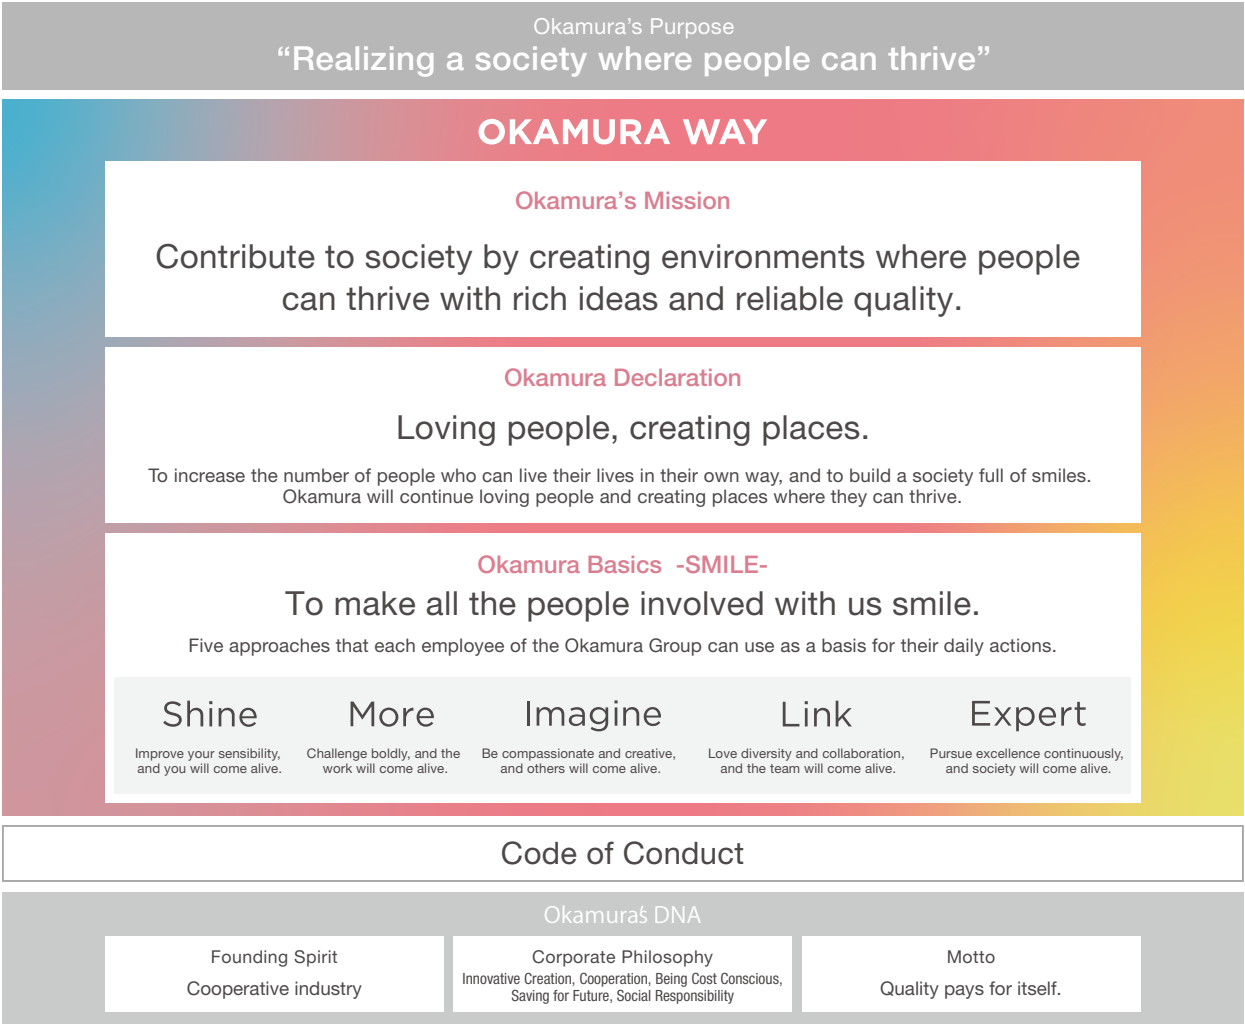 Okamura’s Purpose
“Realizing a society where people can thrive”
OKAMURA WAY
Okamura’s Mission
Contribute to society by creating environments where people
can thrive with rich ideas and reliable quality.
Okamura Declaration
Loving people, creating places.
To increase the number of people who can live their lives in their own way, and to build a society full of smiles.
Okamura will continue loving people and creating places where they can thrive.
Okamura Basics -SMILE-
To make all the people involved with us smile.
Five approaches that each employee of the Okamura Group can use as a basis for their daily actions.
Shine
Improve your sensibility,
and you will come alive.
More
Challenge boldly, and the
work will come alive.
Imagine
Be compassionate and creative,
and others will come alive.
Link
Love diversity and collaboration,
and the team will come alive.
Expert
Pursue excellence continuously,
and society will come alive.
Code of Conduct
Okamura’s DNA
Founding Spirit
Cooperative industry
Corporate Philosophy
Innovative Creation, Cooperation, Being Cost Conscious,
Saving for Future, Social Responsibility
Motto
Quality pays for itself.